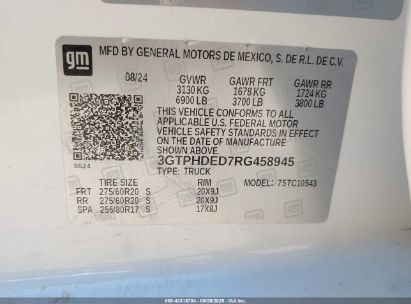 gm
MFD BY GENERAL MOTORS DE MEXICO, S. DE R.L. DE C.V.
08/24 GVWR GAWR FRT GAWR RR
3130 KG 1678 KG 1724 KG
6900 LB 3700 LB 3800 LB
THIS VEHICLE CONFORMS TO ALL
APPLICABLE U.S. FEDERAL MOTOR
VEHICLE SAFETY STANDARDS IN
EFFECT ON THE DATE OF
MANUFACTURE SHOWN ABOVE.
3GTPHDED7RG458945
TYPE: TRUCK
TIRE SIZE RIM MODEL: 7STC10543
FRT 275/60R20 S 20X9J
RR 275/60R20 S 20X9J
SPA 255/80R17 S 17X8J